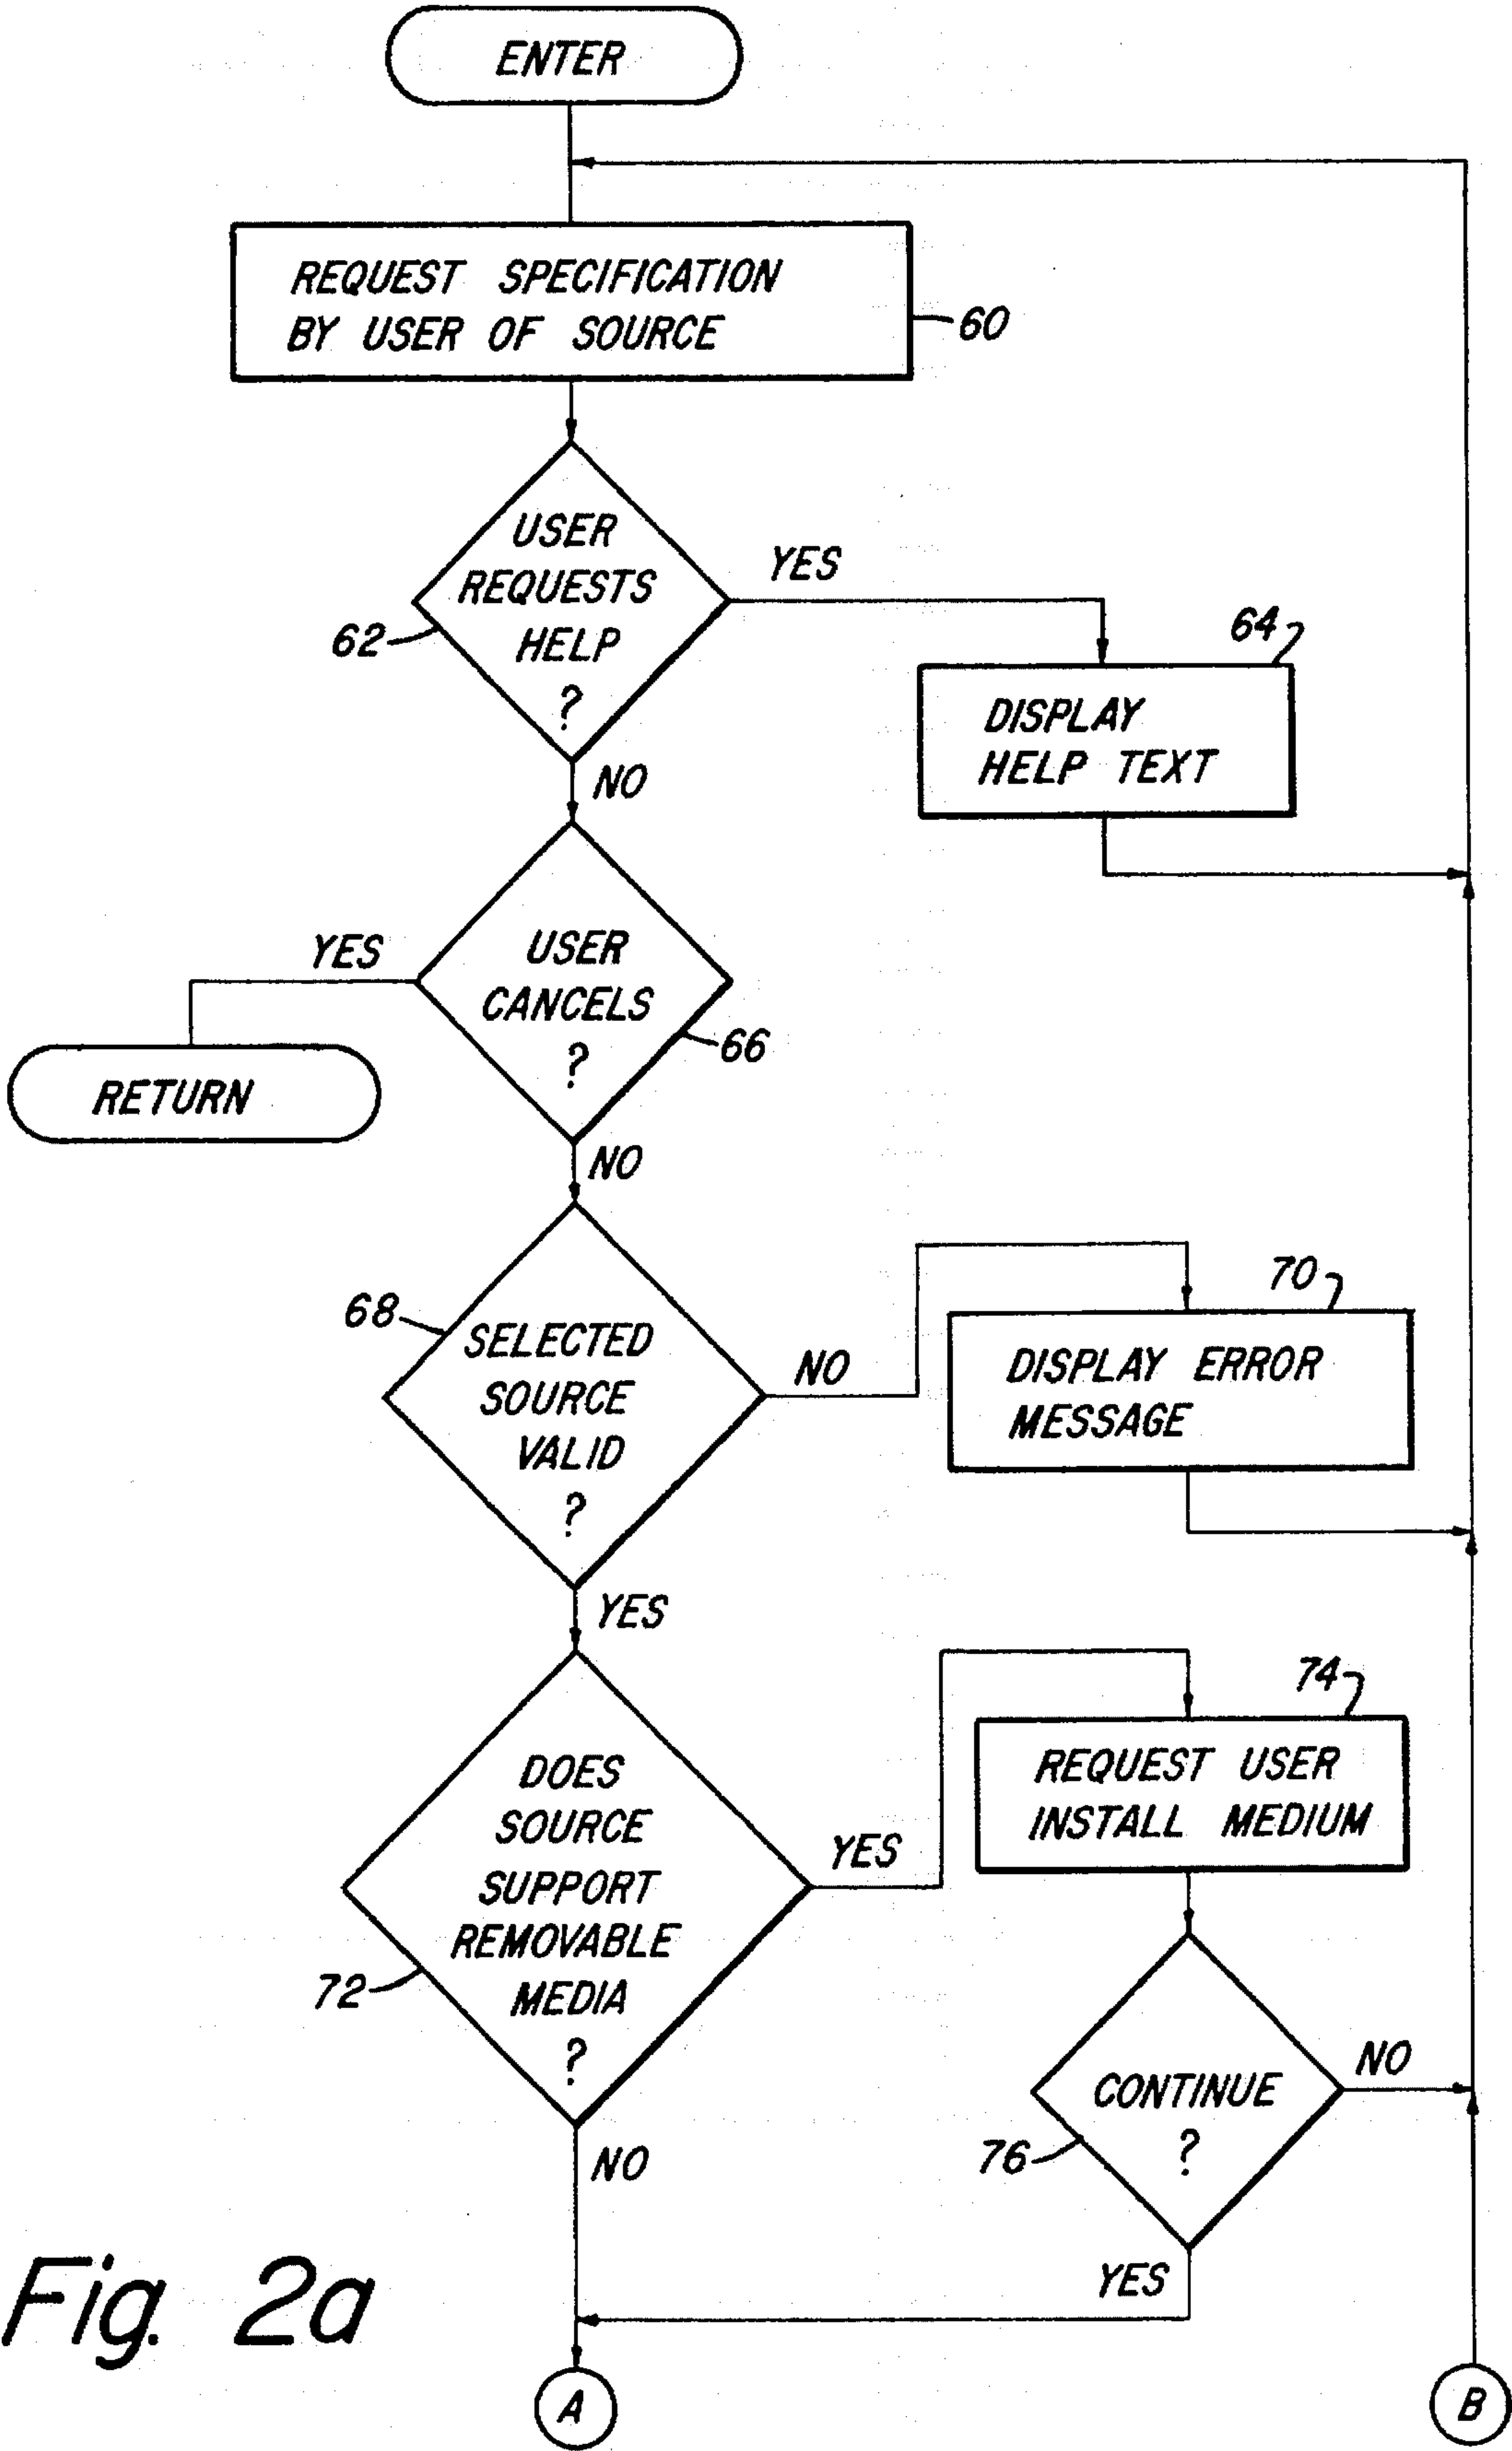 ENTER
REQUEST SPECIFICATION
BY USER OF SOURCE
60
USER
REQUESTS
HELP
?
62
YES
64
DISPLAY
HELP TEXT
NO
YES
USER
CANCELS
?
66
RETURN
NO
68
SELECTED
SOURCE
VALID
?
NO
70
DISPLAY ERROR
MESSAGE
YES
DOES
SOURCE
SUPPORT
REMOVABLE
MEDIA
?
72
YES
74
REQUEST USER
INSTALL MEDIUM
CONTINUE
?
76
NO
NO
YES
Fig. 2a
A
B